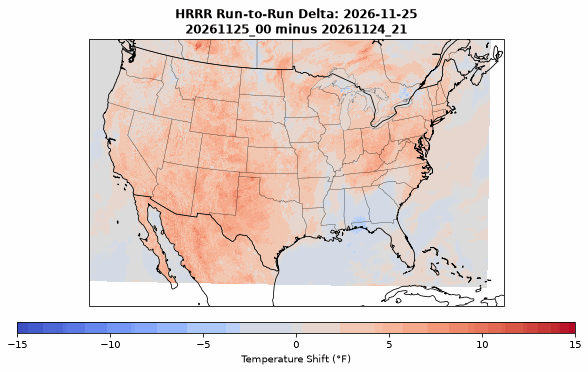 HRRR Run-to-Run Delta: 2026-11-25
20261125_00 minus 20261124_21
−15 −10 −5 0 5 10 15
Temperature Shift (°F)